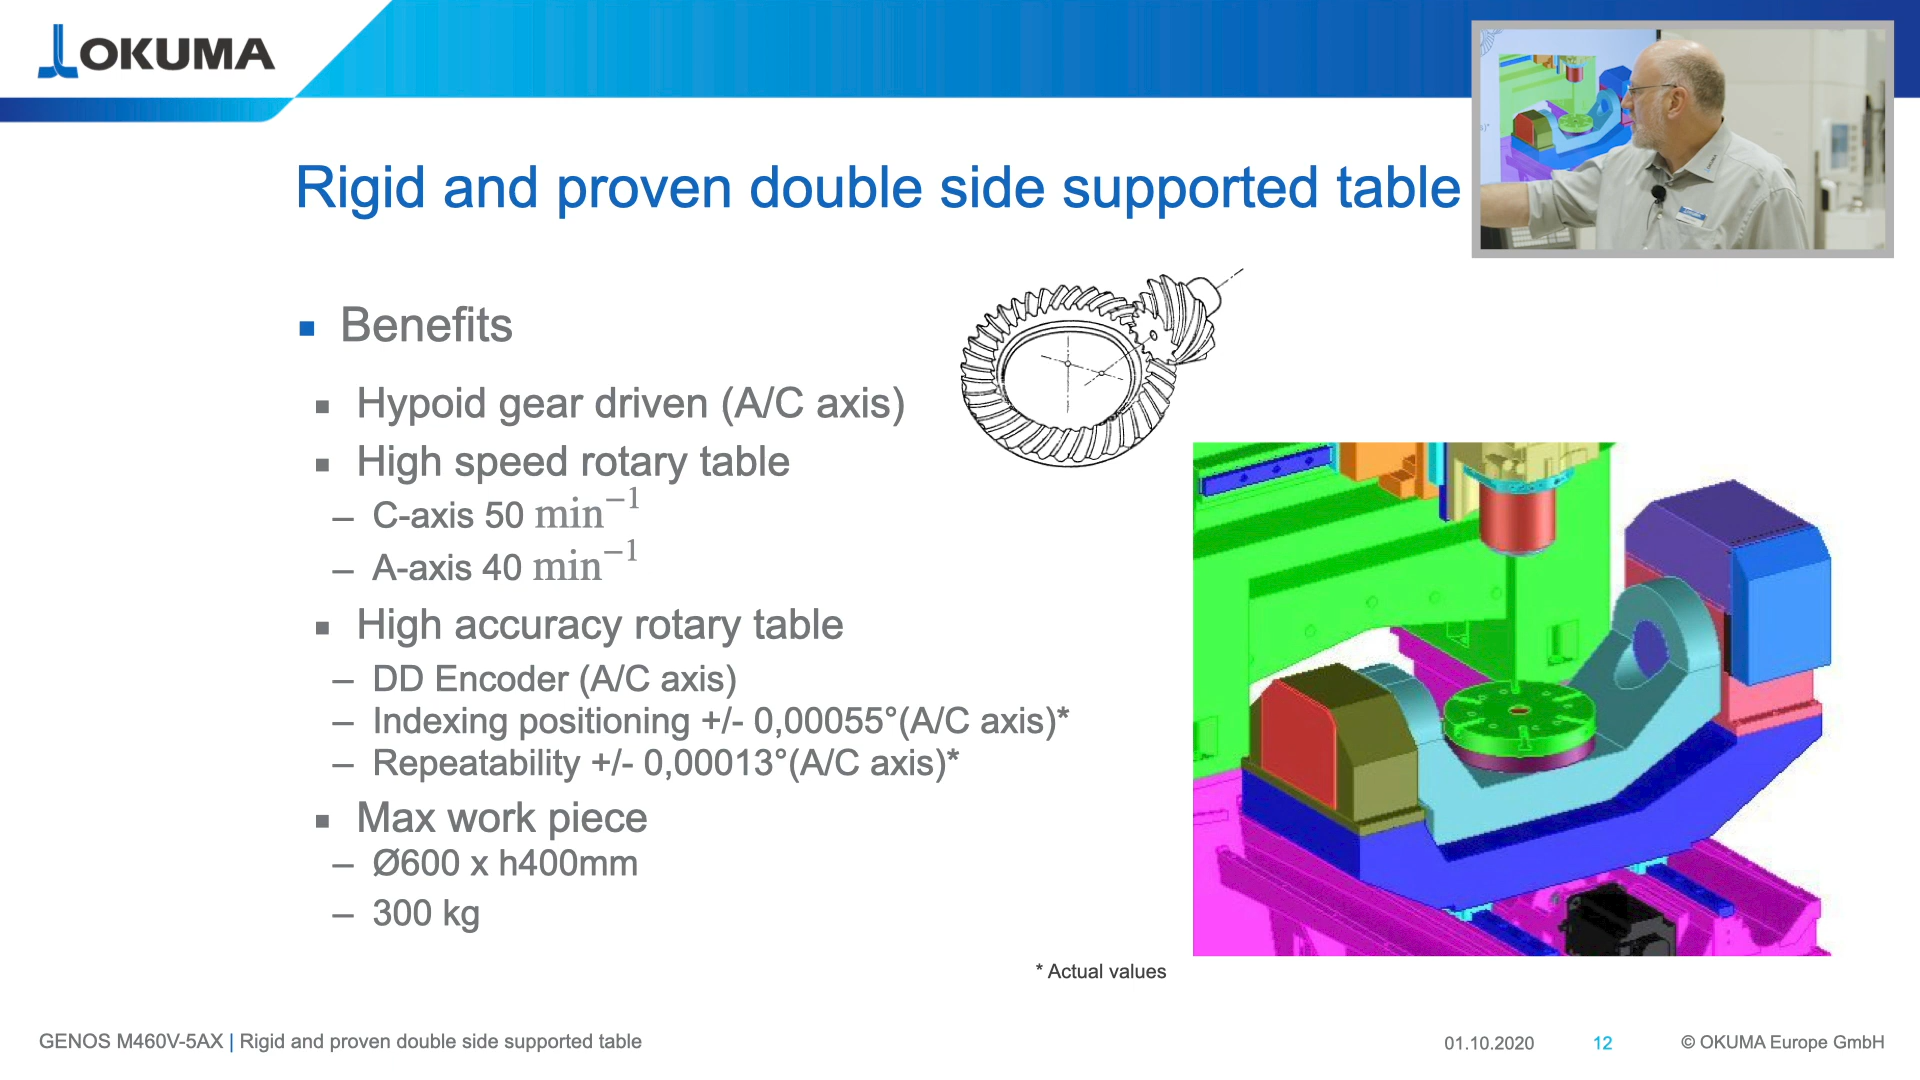 OKUMA
Rigid and proven double side supported table
Benefits
Hypoid gear driven (A/C axis)
High speed rotary table
– C-axis 50 min⁻¹
– A-axis 40 min⁻¹
High accuracy rotary table
– DD Encoder (A/C axis)
– Indexing positioning +/- 0,00055°(A/C axis)*
– Repeatability +/- 0,00013°(A/C axis)*
Max work piece
– Ø600 x h400mm
– 300 kg
* Actual values
GENOS M460V-5AX | Rigid and proven double side supported table
01.10.2020
12
© OKUMA Europe GmbH